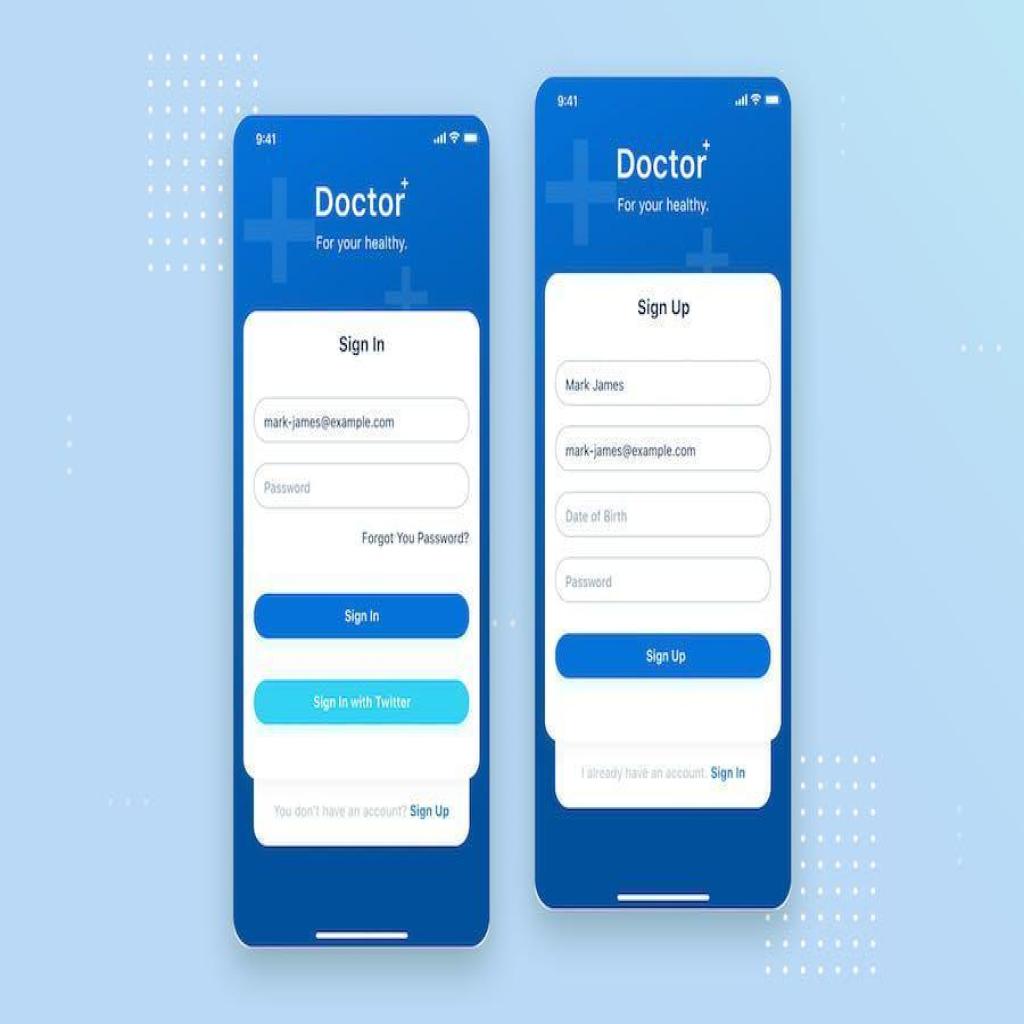 9:41
Doctor+
For your healthy.
Sign In
mark-james@example.com
Password
Forgot You Password?
Sign In
Sign In with Twitter
You don't have an account? Sign Up
9:41
Doctor+
For your healthy.
Sign Up
Mark James
mark-james@example.com
Date of Birth
Password
Sign Up
I already have an account. Sign In